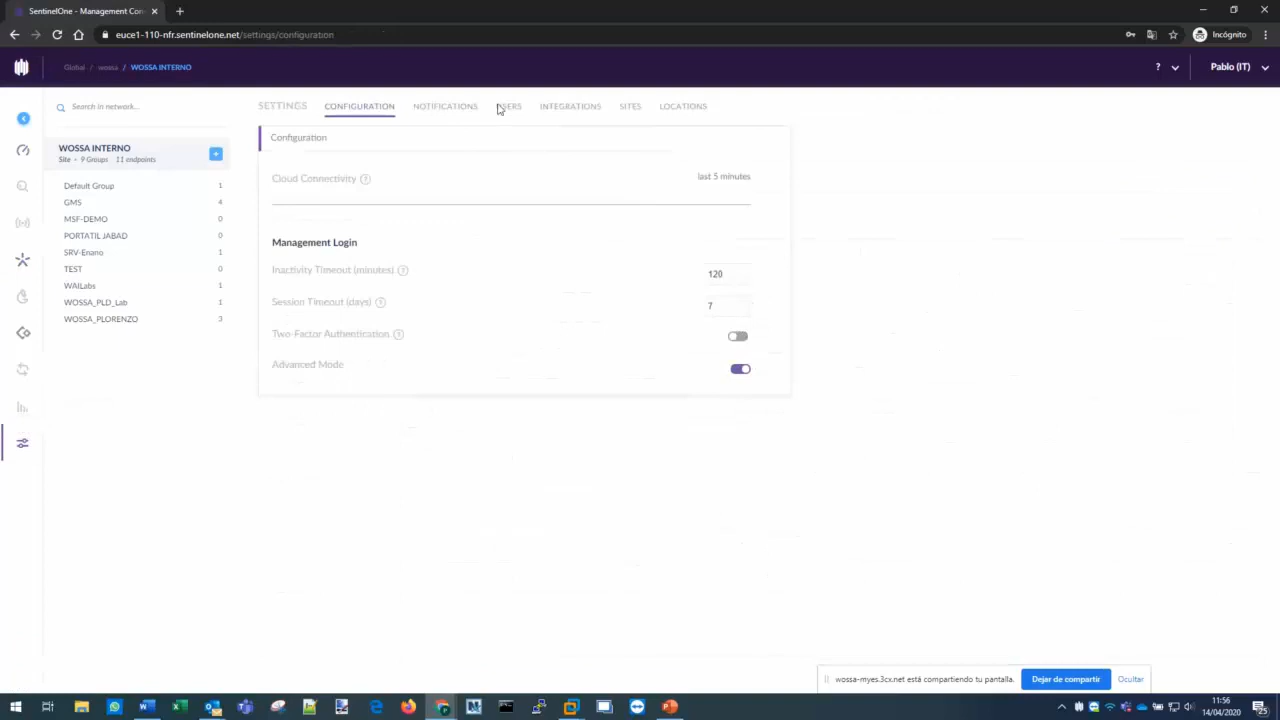 SentinelOne - Management Con
euce1-110-nfr.sentinelone.net/settings/configuration
Incógnito
Global / wossa / WOSSA INTERNO
? Pablo (IT)
Search in network...
SETTINGS CONFIGURATION NOTIFICATIONS USERS INTEGRATIONS SITES LOCATIONS
WOSSA INTERNO
Site - 9 Groups 11 endpoints
Default Group 1
GMS 4
MSF-DEMO 0
PORTATIL JABAD 0
SRV-Enano 1
TEST 0
WAILabs 1
WOSSA_PLD_Lab 1
WOSSA_PLORENZO 3
Configuration
Cloud Connectivity ? last 5 minutes
Management Login
Inactivity Timeout (minutes) ? 120
Session Timeout (days) ? 7
Two-Factor Authentication
Advanced Mode
wossa-myes.3cx.net está compartiendo tu pantalla.
Dejar de compartir
Ocultar
11:56
14/04/2020
25